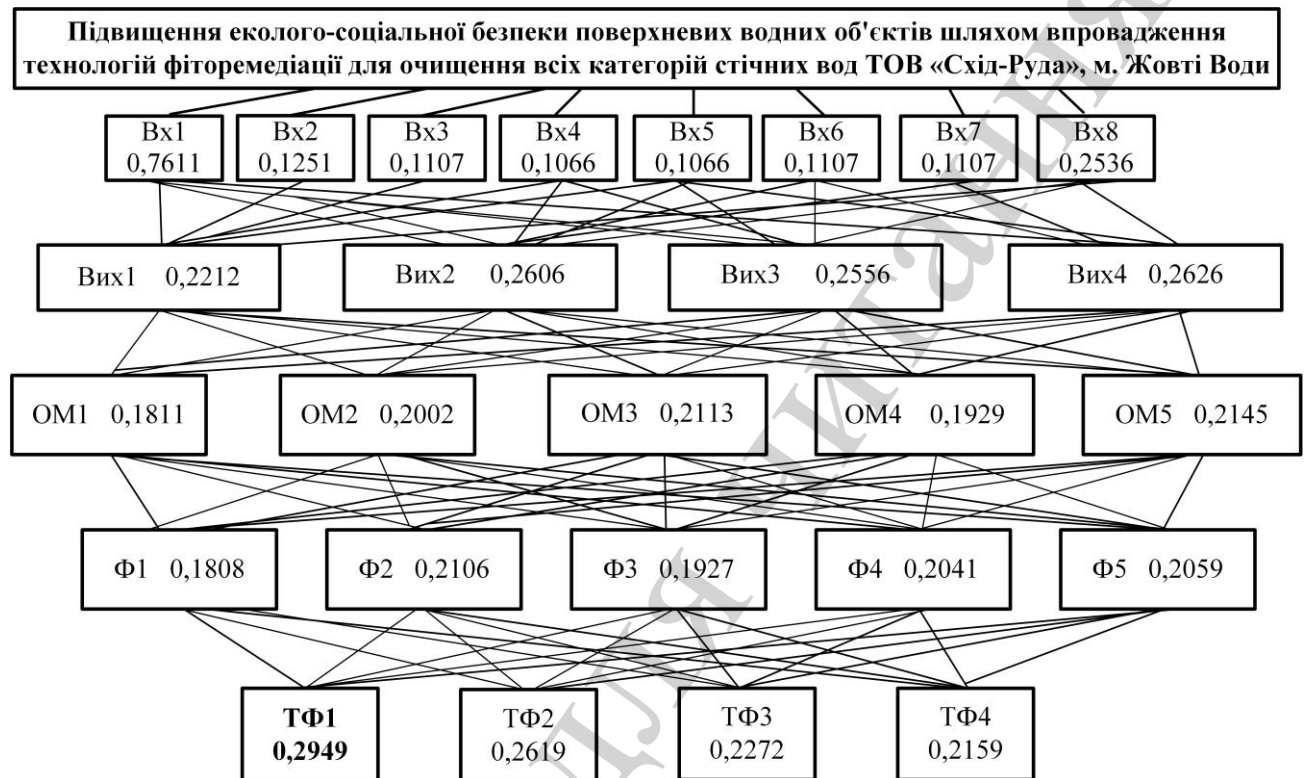 Підвищення еколого-соціальної безпеки поверхневих водних об'єктів шляхом впровадження
технологій фіторемедіації для очищення всіх категорій стічних вод ТОВ «Схід-Руда», м. Жовті Води
Вх1
0,7611
Вх2
0,1251
Вх3
0,1107
Вх4
0,1066
Вх5
0,1066
Вх6
0,1107
Вх7
0,1107
Вх8
0,2536
Вих1 0,2212
Вих2 0,2606
Вих3 0,2556
Вих4 0,2626
ОМ1 0,1811
ОМ2 0,2002
ОМ3 0,2113
ОМ4 0,1929
ОМ5 0,2145
Ф1 0,1808
Ф2 0,2106
Ф3 0,1927
Ф4 0,2041
Ф5 0,2059
ТФ1
0,2949
ТФ2
0,2619
ТФ3
0,2272
ТФ4
0,2159
для читання